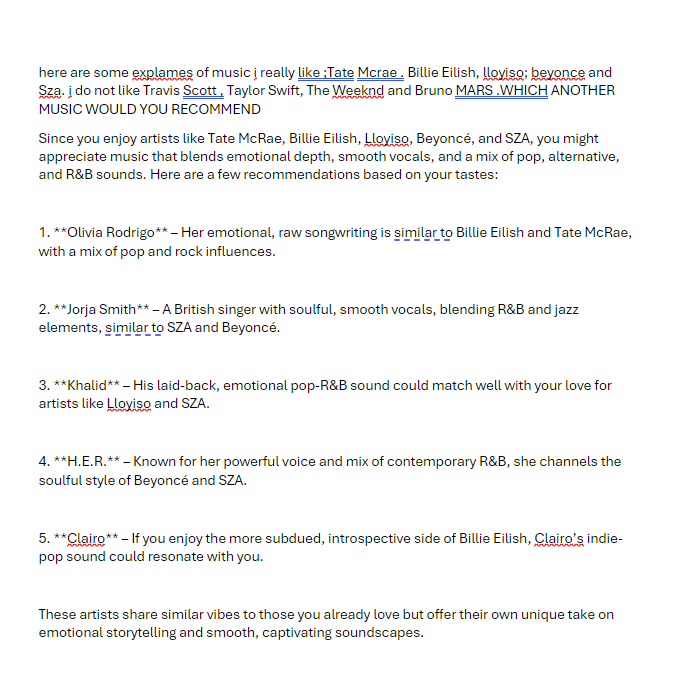 here are some explames of music į really like ;Tate Mcrae , Billie Eilish, lloyiso; beyonce and
Sza. į do not like Travis Scott , Taylor Swift, The Weeknd and Bruno MARS .WHICH ANOTHER
MUSIC WOULD YOU RECOMMEND
Since you enjoy artists like Tate McRae, Billie Eilish, Lloyiso, Beyoncé, and SZA, you might
appreciate music that blends emotional depth, smooth vocals, and a mix of pop, alternative,
and R&B sounds. Here are a few recommendations based on your tastes:
1. **Olivia Rodrigo** – Her emotional, raw songwriting is similar to Billie Eilish and Tate McRae,
with a mix of pop and rock influences.
2. **Jorja Smith** – A British singer with soulful, smooth vocals, blending R&B and jazz
elements, similar to SZA and Beyoncé.
3. **Khalid** – His laid-back, emotional pop-R&B sound could match well with your love for
artists like Lloyiso and SZA.
4. **H.E.R.** – Known for her powerful voice and mix of contemporary R&B, she channels the
soulful style of Beyoncé and SZA.
5. **Clairo** – If you enjoy the more subdued, introspective side of Billie Eilish, Clairo’s indie-
pop sound could resonate with you.
These artists share similar vibes to those you already love but offer their own unique take on
emotional storytelling and smooth, captivating soundscapes.